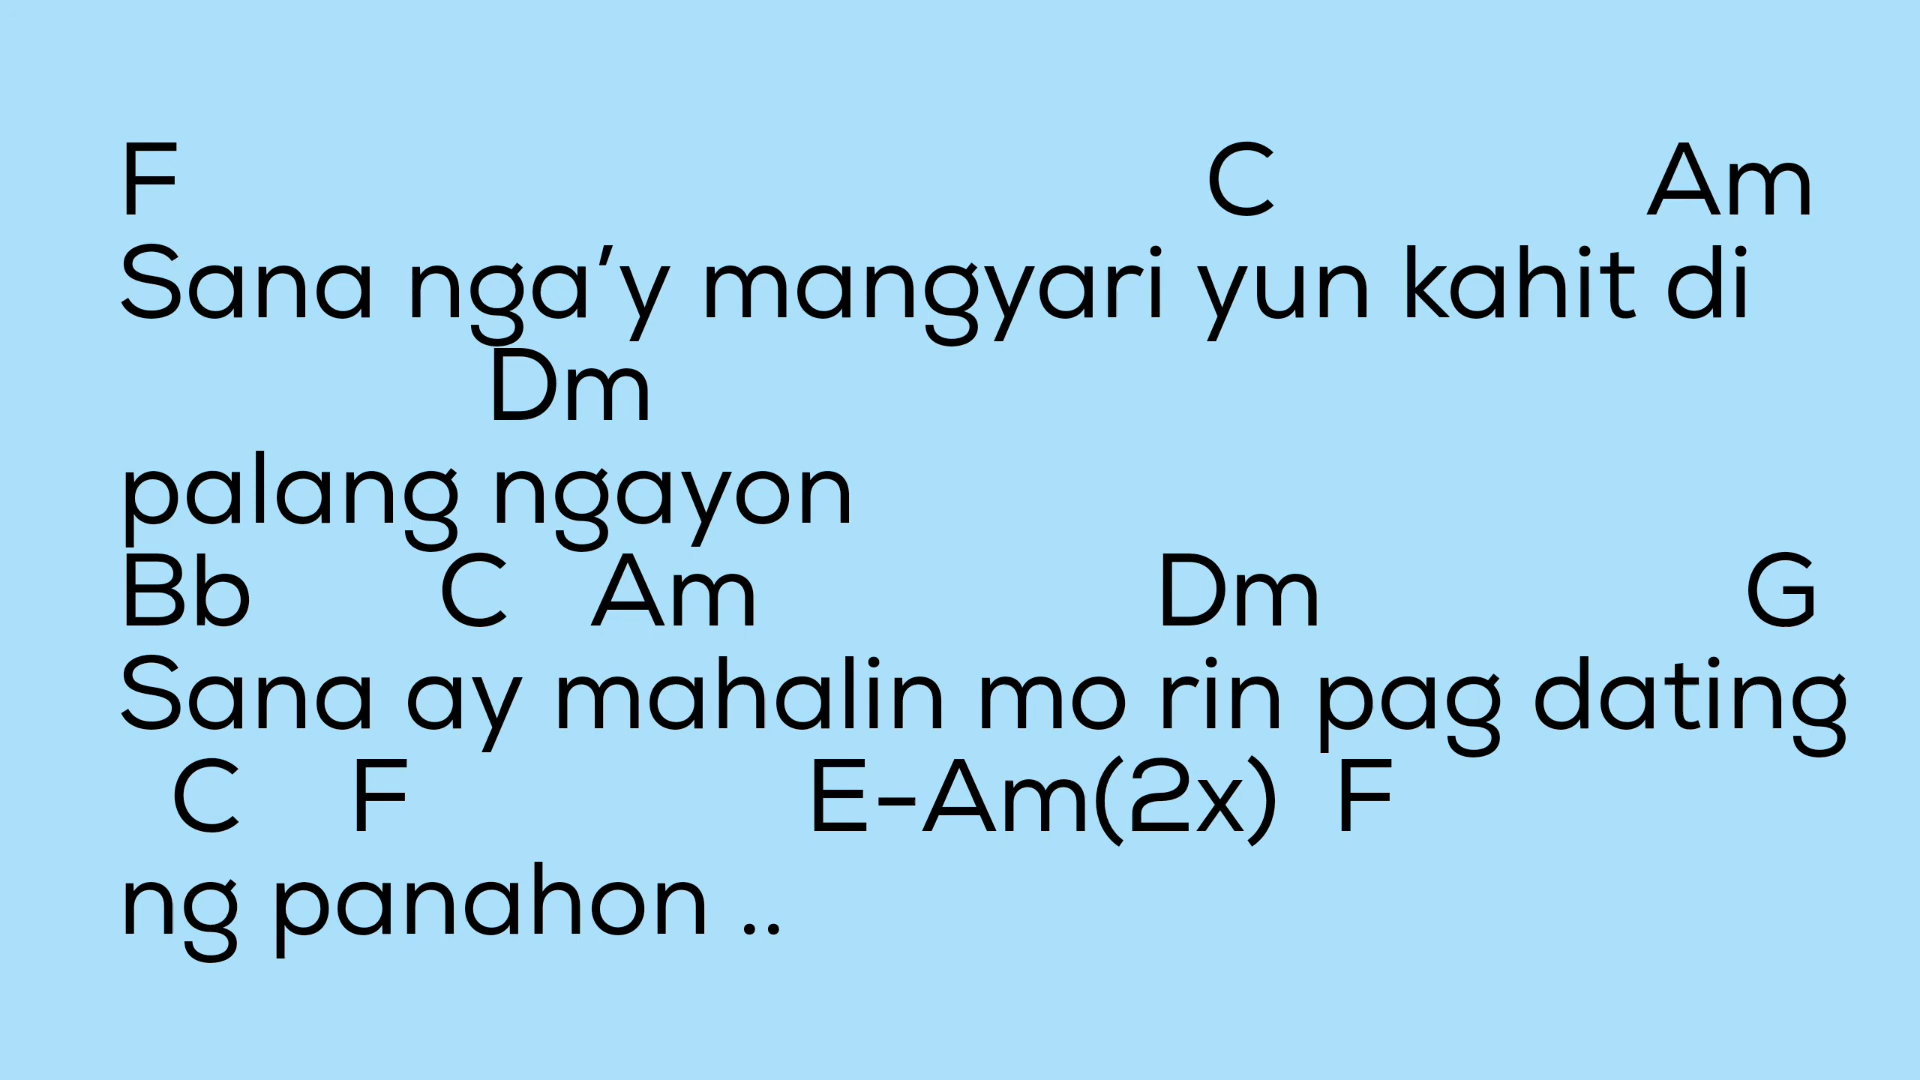 F C Am
Sana nga’y mangyari yun kahit di
Dm
palang ngayon
Bb C Am Dm G
Sana ay mahalin mo rin pag dating
C F E-Am(2x) F
ng panahon ..